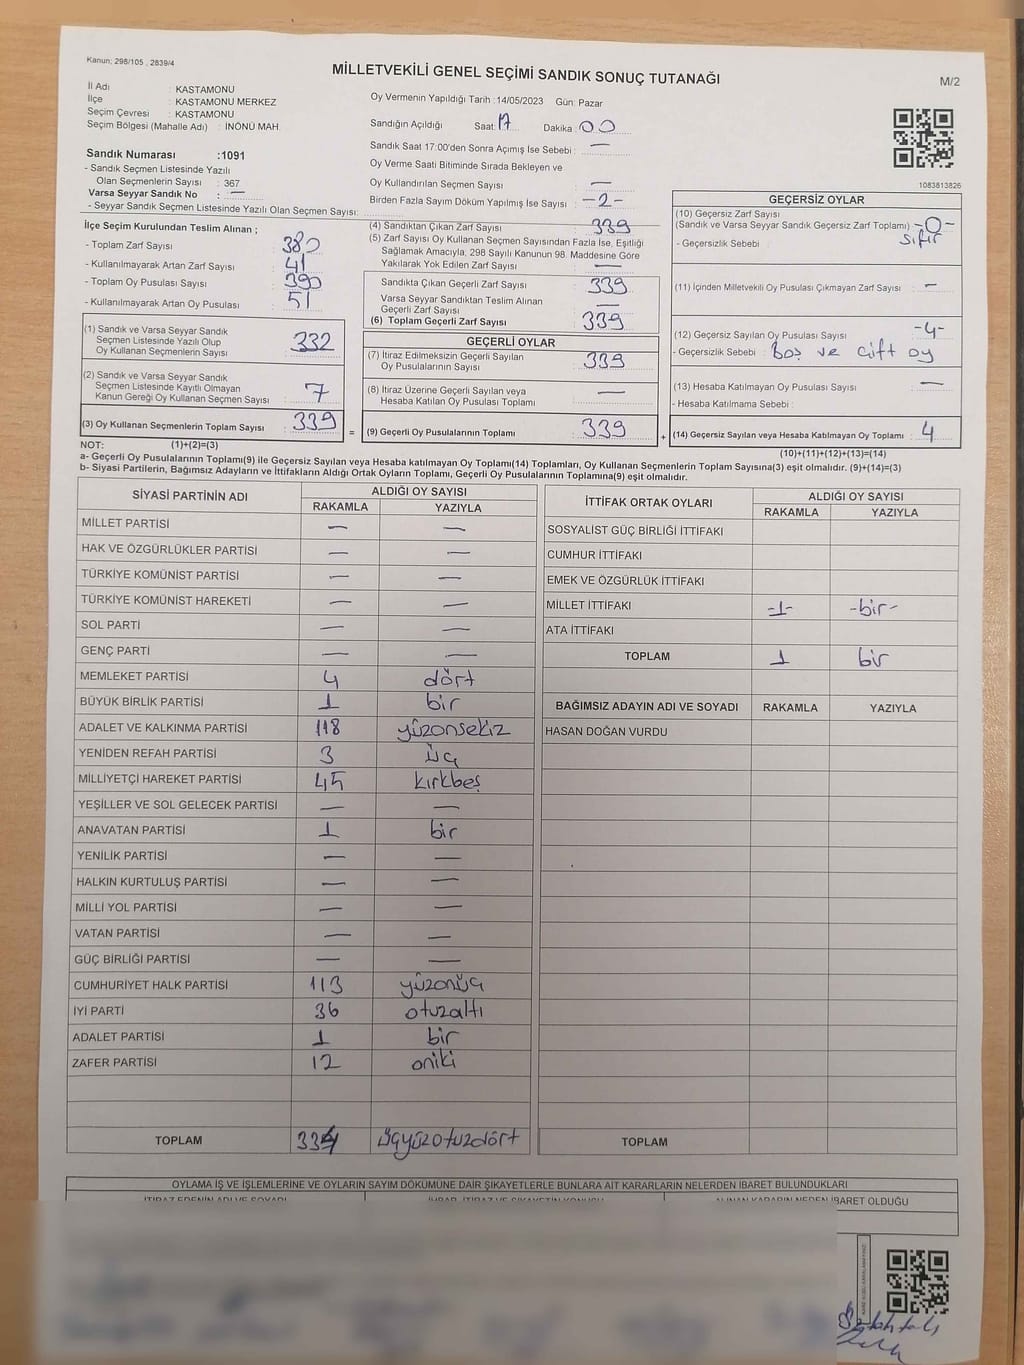 Kanun; 298/105 , 2839/4
MİLLETVEKİLİ GENEL SEÇİMİ SANDIK SONUÇ TUTANAĞI
M/2
İl Adı : KASTAMONU
İlçe : KASTAMONU MERKEZ
Seçim Çevresi : KASTAMONU
Seçim Bölgesi (Mahalle Adı) : İNÖNÜ MAH.
Sandık Numarası :1091
- Sandık Seçmen Listesinde Yazılı
Olan Seçmenlerin Sayısı : 367
Varsa Seyyar Sandık No : —
- Seyyar Sandık Seçmen Listesinde Yazılı Olan Seçmen Sayısı:
Oy Vermenin Yapıldığı Tarih :14/05/2023 Gün: Pazar
Sandığın Açıldığı Saat: 17 Dakika : 00
Sandık Saat 17:00'den Sonra Açımış İse Sebebi : —
Oy Verme Saati Bitiminde Sırada Bekleyen ve
Oy Kullandırılan Seçmen Sayısı —
Birden Fazla Sayım Döküm Yapılmış İse Sayısı : -2-
1083813826
İlçe Seçim Kurulundan Teslim Alınan ;
- Toplam Zarf Sayısı : 380
- Kullanılmayarak Artan Zarf Sayısı : 41
- Toplam Oy Pusulası Sayısı : 390
- Kullanılmayarak Artan Oy Pusulası : 51
(1) Sandık ve Varsa Seyyar Sandık
Seçmen Listesinde Yazılı Olup
Oy Kullanan Seçmenlerin Sayısı : 332
(2) Sandık ve Varsa Seyyar Sandık
Seçmen Listesinde Kayıtlı Olmayan
Kanun Gereği Oy Kullanan Seçmen Sayısı : 7
(3) Oy Kullanan Seçmenlerin Toplam Sayısı : 339
(4) Sandıktan Çıkan Zarf Sayısı : 339
(5) Zarf Sayısı Oy Kullanan Seçmen Sayısından Fazla İse, Eşitliği
Sağlamak Amacıyla, 298 Sayılı Kanunun 98. Maddesine Göre
Yakılarak Yok Edilen Zarf Sayısı : —
Sandıkta Çıkan Geçerli Zarf Sayısı : 339
Varsa Seyyar Sandıktan Teslim Alınan
Geçerli Zarf Sayısı : —
(6) Toplam Geçerli Zarf Sayısı : 339
GEÇERLİ OYLAR
(7) İtiraz Edilmeksizin Geçerli Sayılan
Oy Pusulalarının Sayısı : 339
(8) İtiraz Üzerine Geçerli Sayılan veya
Hesaba Katılan Oy Pusulası Toplamı : —
= (9) Geçerli Oy Pusulalarının Toplamı : 339 +
GEÇERSİZ OYLAR
(10) Geçersiz Zarf Sayısı
(Sandık ve Varsa Seyyar Sandık Geçersiz Zarf Toplamı) -0-
- Geçersizlik Sebebi : sıfır
(11) İçinden Milletvekili Oy Pusulası Çıkmayan Zarf Sayısı : —
(12) Geçersiz Sayılan Oy Pusulası Sayısı : -4-
- Geçersizlik Sebebi : Boş ve çift oy
(13) Hesaba Katılmayan Oy Pusulası Sayısı : —
- Hesaba Katılmama Sebebi :
(14) Geçersiz Sayılan veya Hesaba Katılmayan Oy Toplamı : 4
NOT: (1)+(2)=(3)
(10)+(11)+(12)+(13)=(14)
a- Geçerli Oy Pusulalarının Toplamı(9) ile Geçersiz Sayılan veya Hesaba katılmayan Oy Toplamı(14) Toplamları, Oy Kullanan Seçmenlerin Toplam Sayısına(3) eşit olmalıdır. (9)+(14)=(3)
b- Siyasi Partilerin, Bağımsız Adayların ve İttifakların Aldığı Ortak Oyların Toplamı, Geçerli Oy Pusulalarının Toplamına(9) eşit olmalıdır.
SİYASİ PARTİNİN ADI ALDIĞI OY SAYISI
RAKAMLA YAZIYLA
MİLLET PARTİSİ — —
HAK VE ÖZGÜRLÜKLER PARTİSİ — —
TÜRKİYE KOMÜNİST PARTİSİ — —
TÜRKİYE KOMÜNİST HAREKETİ — —
SOL PARTİ — —
GENÇ PARTİ — —
MEMLEKET PARTİSİ 4 dört
BÜYÜK BİRLİK PARTİSİ 1 bir
ADALET VE KALKINMA PARTİSİ 118 yüzonsekiz
YENİDEN REFAH PARTİSİ 3 üç
MİLLİYETÇİ HAREKET PARTİSİ 45 kırkbeş
YEŞİLLER VE SOL GELECEK PARTİSİ — —
ANAVATAN PARTİSİ 1 bir
YENİLİK PARTİSİ — —
HALKIN KURTULUŞ PARTİSİ — —
MİLLİ YOL PARTİSİ — —
VATAN PARTİSİ — —
GÜÇ BİRLİĞİ PARTİSİ — —
CUMHURİYET HALK PARTİSİ 113 yüzonüç
İYİ PARTİ 36 otuzaltı
ADALET PARTİSİ 1 bir
ZAFER PARTİSİ 12 oniki
TOPLAM 334 üçyüzotuzdört
İTTİFAK ORTAK OYLARI ALDIĞI OY SAYISI
RAKAMLA YAZIYLA
SOSYALİST GÜÇ BİRLİĞİ İTTİFAKI
CUMHUR İTTİFAKI
EMEK VE ÖZGÜRLÜK İTTİFAKI
MİLLET İTTİFAKI -1- -bir-
ATA İTTİFAKI
TOPLAM 1 bir
BAĞIMSIZ ADAYIN ADI VE SOYADI RAKAMLA YAZIYLA
HASAN DOĞAN VURDU
TOPLAM
OYLAMA İŞ VE İŞLEMLERİNE VE OYLARIN SAYIM DÖKÜMÜNE DAİR ŞİKAYETLERLE BUNLARA AİT KARARLARIN NELERDEN İBARET BULUNDUKLARI
İTİRAZ EDENİN ADI VE SOYADI İHBAR, İTİRAZ VE ŞİKAYETİN KONUSU ALINAN KARARIN NEDEN İBARET OLDUĞU